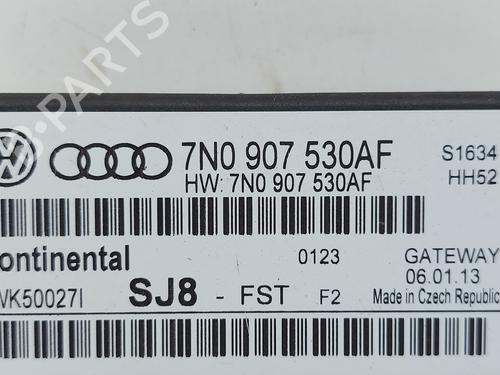 B-PARTS
7N0 907 530AF
S1634
HW: 7N0 907 530AF
HH52
ontinental
0123
GATEWAY
06.01.13
VK50027I
SJ8 - FST F2
Made in Czech Republic